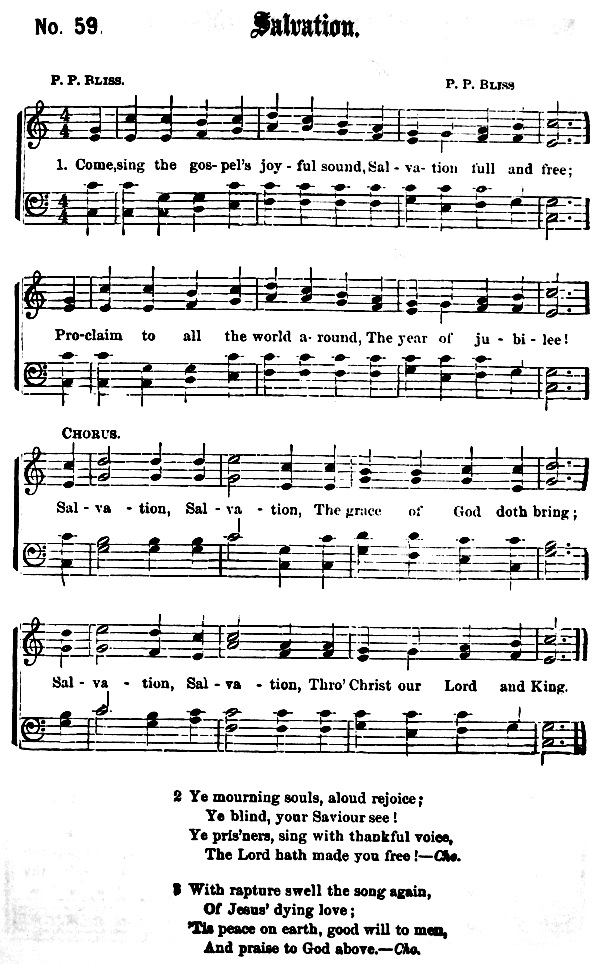 No. 59.
Salvation.
P. P. BLISS.
P. P. BLISS
1. Come, sing the gos-pel's joy - ful sound, Sal - va - tion full and free;
Pro-claim to all the world a-round, The year of ju - bi - lee!
CHORUS.
Sal - va - tion, Sal - va - tion, The grace of God doth bring;
Sal - va - tion, Sal - va - tion, Thro' Christ our Lord and King.
2 Ye mourning souls, aloud rejoice;
Ye blind, your Saviour see!
Ye pris'ners, sing with thankful voice,
The Lord hath made you free!—Cho.
3 With rapture swell the song again,
Of Jesus' dying love;
'Tis peace on earth, good will to men,
And praise to God above.—Cho.